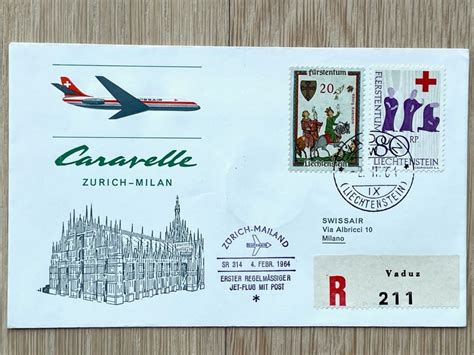 SWISSAIR
Caravelle
ZURICH–MILAN
Fürstentum
20
Liechtenstein
FÜRSTENTUM
80
RP.
LIECHTENSTEIN
(LIECHTENSTEIN)
IX
ZÜRICH-MAILAND
SR 314 4. FEBR. 1964
ERSTER REGELMÄSSIGER
JET-FLUG MIT POST
SWISSAIR
Via Albricci 10
Milano
R
Vaduz
211